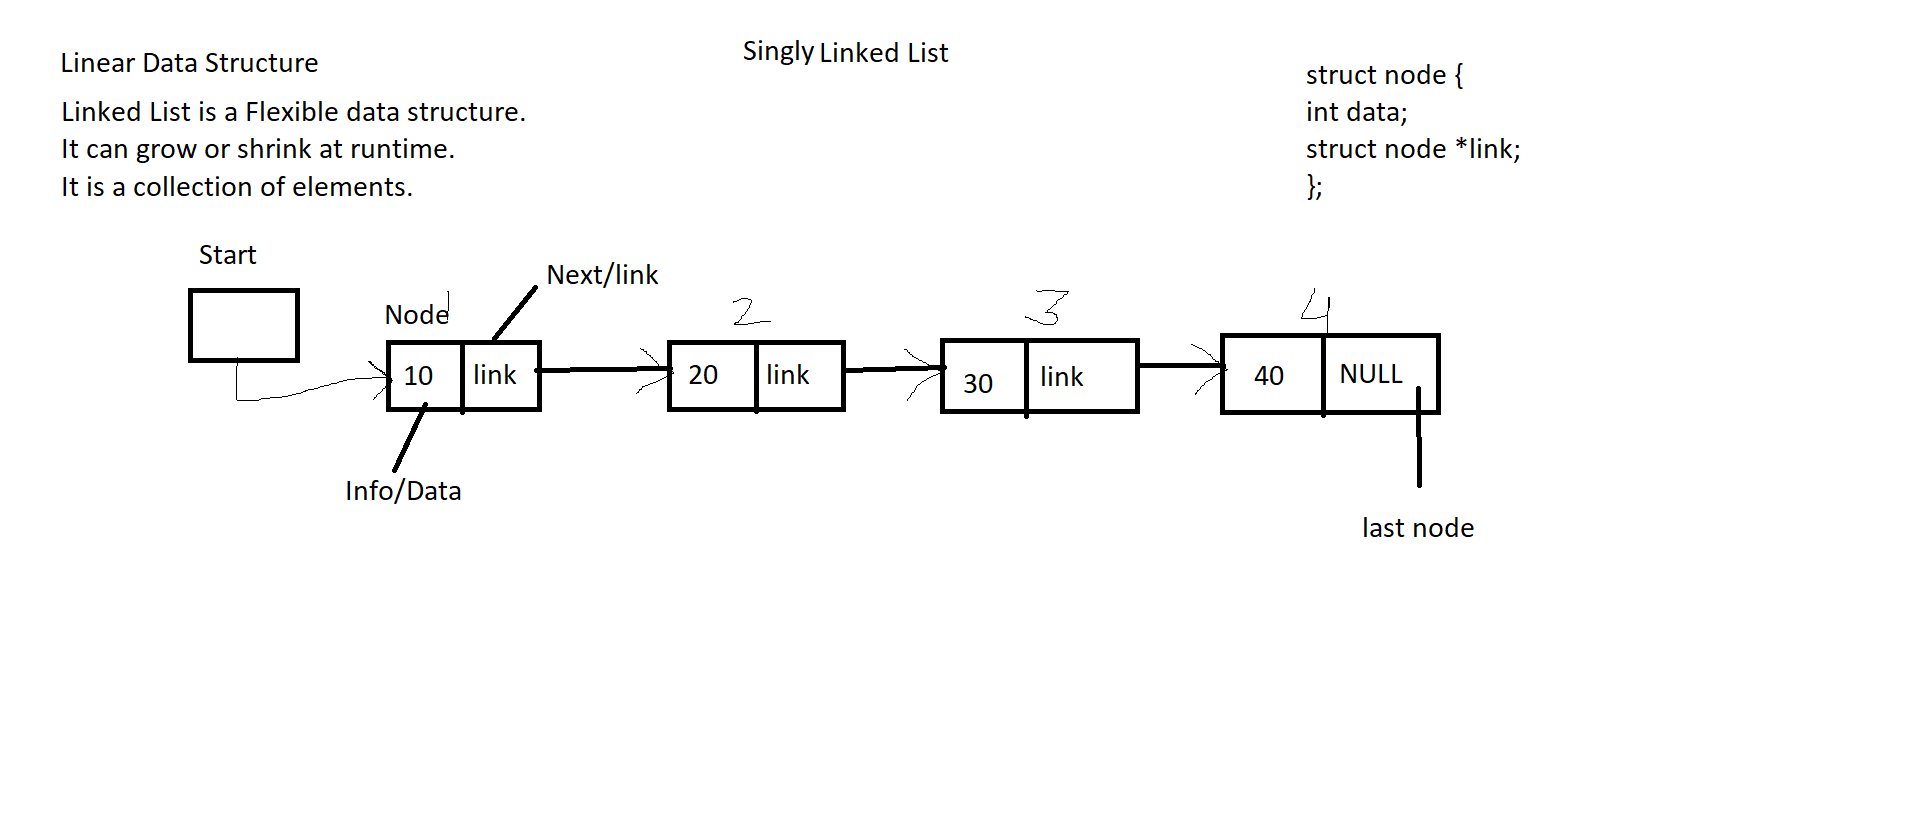 Singly Linked List
Linear Data Structure
Linked List is a Flexible data structure.
It can grow or shrink at runtime.
It is a collection of elements.
struct node {
int data;
struct node *link;
};
Start
Next/link
Node 1
2
3
4
10 link
20 link
30 link
40 NULL
Info/Data
last node